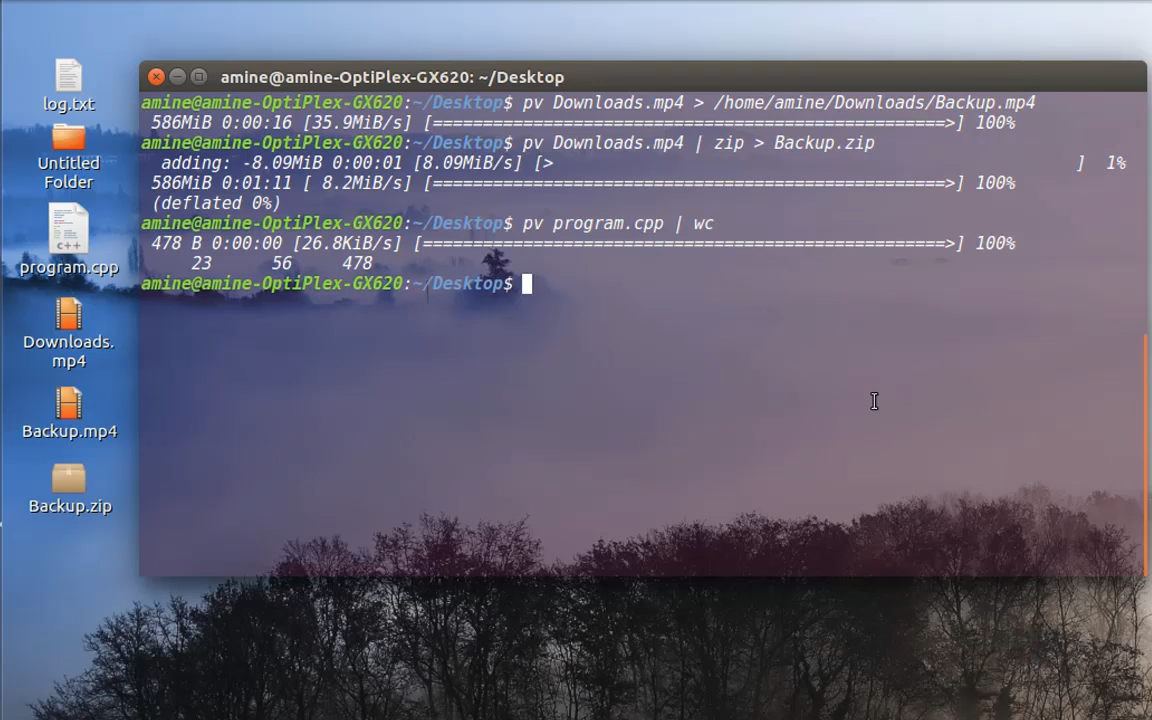 log.txt
Untitled
Folder
C++
program.cpp
Downloads.
mp4
Backup.mp4
Backup.zip
amine@amine-OptiPlex-GX620: ~/Desktop
amine@amine-OptiPlex-GX620:~/Desktop$ pv Downloads.mp4 > /home/amine/Downloads/Backup.mp4
586MiB 0:00:16 [35.9MiB/s] [===================================================>] 100%
amine@amine-OptiPlex-GX620:~/Desktop$ pv Downloads.mp4 | zip > Backup.zip
adding: -8.09MiB 0:00:01 [8.09MiB/s] [> ] 1%
586MiB 0:01:11 [ 8.2MiB/s] [===================================================>] 100%
(deflated 0%)
amine@amine-OptiPlex-GX620:~/Desktop$ pv program.cpp | wc
478 B 0:00:00 [26.8KiB/s] [====================================================>] 100%
23 56 478
amine@amine-OptiPlex-GX620:~/Desktop$